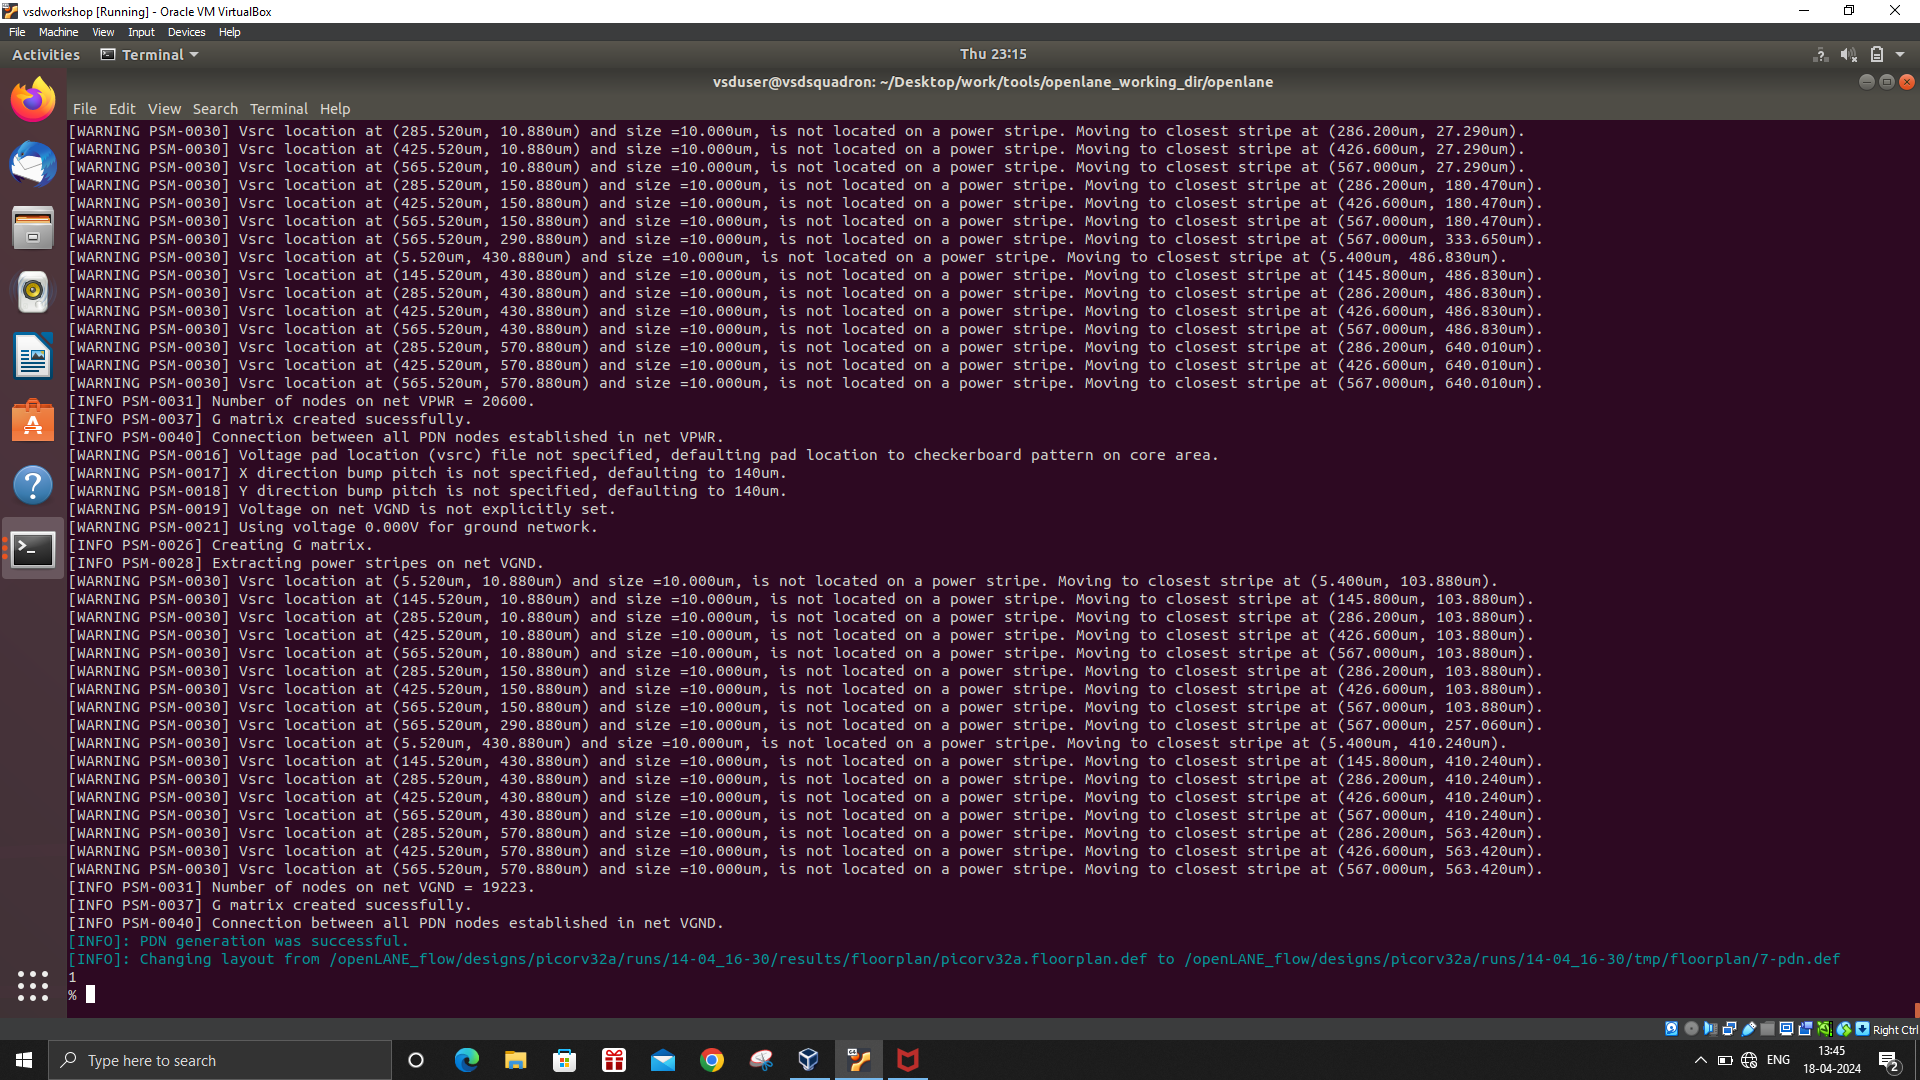 vsdworkshop [Running] - Oracle VM VirtualBox
File Machine View Input Devices Help
Activities Terminal Thu 23:15
vsduser@vsdsquadron: ~/Desktop/work/tools/openlane_working_dir/openlane
File Edit View Search Terminal Help
[WARNING PSM-0030] Vsrc location at (285.520um, 10.880um) and size =10.000um, is not located on a power stripe. Moving to closest stripe at (286.200um, 27.290um).
[WARNING PSM-0030] Vsrc location at (425.520um, 10.880um) and size =10.000um, is not located on a power stripe. Moving to closest stripe at (426.600um, 27.290um).
[WARNING PSM-0030] Vsrc location at (565.520um, 10.880um) and size =10.000um, is not located on a power stripe. Moving to closest stripe at (567.000um, 27.290um).
[WARNING PSM-0030] Vsrc location at (285.520um, 150.880um) and size =10.000um, is not located on a power stripe. Moving to closest stripe at (286.200um, 180.470um).
[WARNING PSM-0030] Vsrc location at (425.520um, 150.880um) and size =10.000um, is not located on a power stripe. Moving to closest stripe at (426.600um, 180.470um).
[WARNING PSM-0030] Vsrc location at (565.520um, 150.880um) and size =10.000um, is not located on a power stripe. Moving to closest stripe at (567.000um, 180.470um).
[WARNING PSM-0030] Vsrc location at (565.520um, 290.880um) and size =10.000um, is not located on a power stripe. Moving to closest stripe at (567.000um, 333.650um).
[WARNING PSM-0030] Vsrc location at (5.520um, 430.880um) and size =10.000um, is not located on a power stripe. Moving to closest stripe at (5.400um, 486.830um).
[WARNING PSM-0030] Vsrc location at (145.520um, 430.880um) and size =10.000um, is not located on a power stripe. Moving to closest stripe at (145.800um, 486.830um).
[WARNING PSM-0030] Vsrc location at (285.520um, 430.880um) and size =10.000um, is not located on a power stripe. Moving to closest stripe at (286.200um, 486.830um).
[WARNING PSM-0030] Vsrc location at (425.520um, 430.880um) and size =10.000um, is not located on a power stripe. Moving to closest stripe at (426.600um, 486.830um).
[WARNING PSM-0030] Vsrc location at (565.520um, 430.880um) and size =10.000um, is not located on a power stripe. Moving to closest stripe at (567.000um, 486.830um).
[WARNING PSM-0030] Vsrc location at (285.520um, 570.880um) and size =10.000um, is not located on a power stripe. Moving to closest stripe at (286.200um, 640.010um).
[WARNING PSM-0030] Vsrc location at (425.520um, 570.880um) and size =10.000um, is not located on a power stripe. Moving to closest stripe at (426.600um, 640.010um).
[WARNING PSM-0030] Vsrc location at (565.520um, 570.880um) and size =10.000um, is not located on a power stripe. Moving to closest stripe at (567.000um, 640.010um).
[INFO PSM-0031] Number of nodes on net VPWR = 20600.
[INFO PSM-0037] G matrix created sucessfully.
[INFO PSM-0040] Connection between all PDN nodes established in net VPWR.
[WARNING PSM-0016] Voltage pad location (vsrc) file not specified, defaulting pad location to checkerboard pattern on core area.
[WARNING PSM-0017] X direction bump pitch is not specified, defaulting to 140um.
[WARNING PSM-0018] Y direction bump pitch is not specified, defaulting to 140um.
[WARNING PSM-0019] Voltage on net VGND is not explicitly set.
[WARNING PSM-0021] Using voltage 0.000V for ground network.
[INFO PSM-0026] Creating G matrix.
[INFO PSM-0028] Extracting power stripes on net VGND.
[WARNING PSM-0030] Vsrc location at (5.520um, 10.880um) and size =10.000um, is not located on a power stripe. Moving to closest stripe at (5.400um, 103.880um).
[WARNING PSM-0030] Vsrc location at (145.520um, 10.880um) and size =10.000um, is not located on a power stripe. Moving to closest stripe at (145.800um, 103.880um).
[WARNING PSM-0030] Vsrc location at (285.520um, 10.880um) and size =10.000um, is not located on a power stripe. Moving to closest stripe at (286.200um, 103.880um).
[WARNING PSM-0030] Vsrc location at (425.520um, 10.880um) and size =10.000um, is not located on a power stripe. Moving to closest stripe at (426.600um, 103.880um).
[WARNING PSM-0030] Vsrc location at (565.520um, 10.880um) and size =10.000um, is not located on a power stripe. Moving to closest stripe at (567.000um, 103.880um).
[WARNING PSM-0030] Vsrc location at (285.520um, 150.880um) and size =10.000um, is not located on a power stripe. Moving to closest stripe at (286.200um, 103.880um).
[WARNING PSM-0030] Vsrc location at (425.520um, 150.880um) and size =10.000um, is not located on a power stripe. Moving to closest stripe at (426.600um, 103.880um).
[WARNING PSM-0030] Vsrc location at (565.520um, 150.880um) and size =10.000um, is not located on a power stripe. Moving to closest stripe at (567.000um, 103.880um).
[WARNING PSM-0030] Vsrc location at (565.520um, 290.880um) and size =10.000um, is not located on a power stripe. Moving to closest stripe at (567.000um, 257.060um).
[WARNING PSM-0030] Vsrc location at (5.520um, 430.880um) and size =10.000um, is not located on a power stripe. Moving to closest stripe at (5.400um, 410.240um).
[WARNING PSM-0030] Vsrc location at (145.520um, 430.880um) and size =10.000um, is not located on a power stripe. Moving to closest stripe at (145.800um, 410.240um).
[WARNING PSM-0030] Vsrc location at (285.520um, 430.880um) and size =10.000um, is not located on a power stripe. Moving to closest stripe at (286.200um, 410.240um).
[WARNING PSM-0030] Vsrc location at (425.520um, 430.880um) and size =10.000um, is not located on a power stripe. Moving to closest stripe at (426.600um, 410.240um).
[WARNING PSM-0030] Vsrc location at (565.520um, 430.880um) and size =10.000um, is not located on a power stripe. Moving to closest stripe at (567.000um, 410.240um).
[WARNING PSM-0030] Vsrc location at (285.520um, 570.880um) and size =10.000um, is not located on a power stripe. Moving to closest stripe at (286.200um, 563.420um).
[WARNING PSM-0030] Vsrc location at (425.520um, 570.880um) and size =10.000um, is not located on a power stripe. Moving to closest stripe at (426.600um, 563.420um).
[WARNING PSM-0030] Vsrc location at (565.520um, 570.880um) and size =10.000um, is not located on a power stripe. Moving to closest stripe at (567.000um, 563.420um).
[INFO PSM-0031] Number of nodes on net VGND = 19223.
[INFO PSM-0037] G matrix created sucessfully.
[INFO PSM-0040] Connection between all PDN nodes established in net VGND.
[INFO]: PDN generation was successful.
[INFO]: Changing layout from /openLANE_flow/designs/picorv32a/runs/14-04_16-30/results/floorplan/picorv32a.floorplan.def to /openLANE_flow/designs/picorv32a/runs/14-04_16-30/tmp/floorplan/7-pdn.def
1
%
Right Ctrl
Type here to search
ENG
13:45
18-04-2024
2